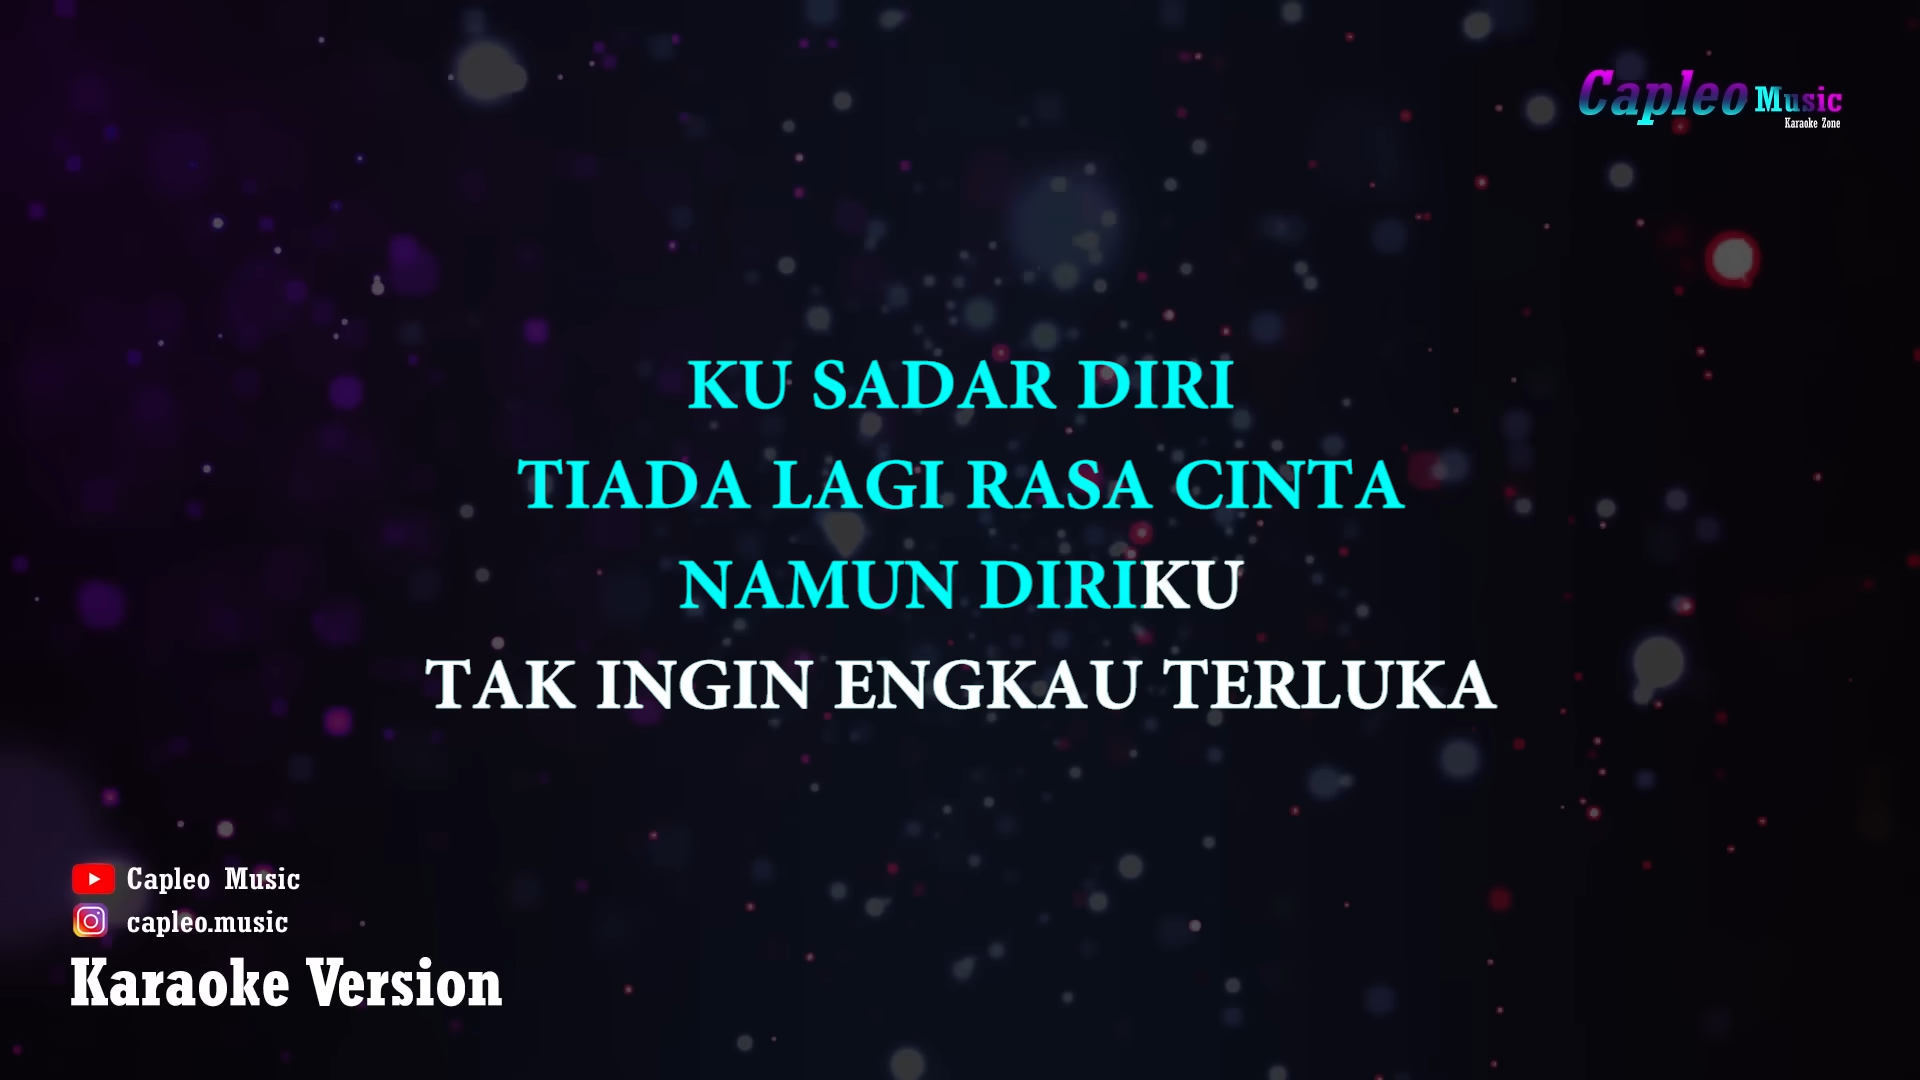 Capleo Music
Karaoke Zone
KU SADAR DIRI
TIADA LAGI RASA CINTA
NAMUN DIRIKU
TAK INGIN ENGKAU TERLUKA
Capleo Music
capleo.music
Karaoke Version